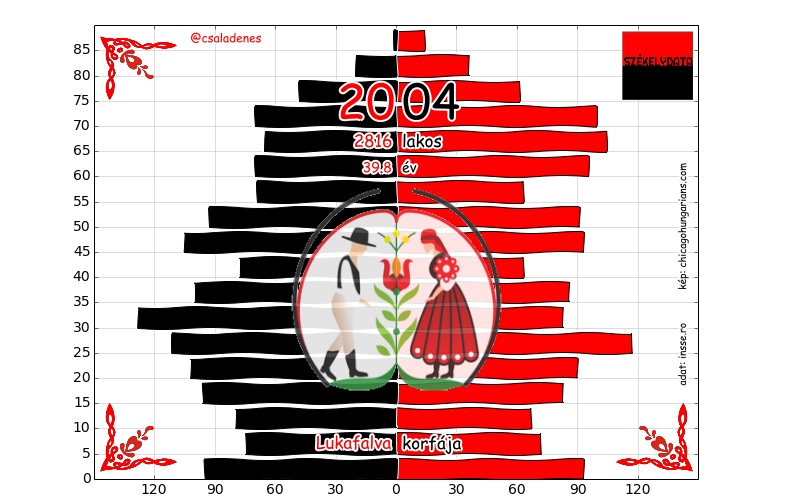 @csaladenes
SZÉKELYDATA
2004
2816 lakos
39.8 év
kép: chicagohungarians.com
adat: insse.ro
Lukafalva korfája
85
80
75
70
65
60
55
50
45
40
35
30
25
20
15
10
5
0
120 90 60 30 0 30 60 90 120